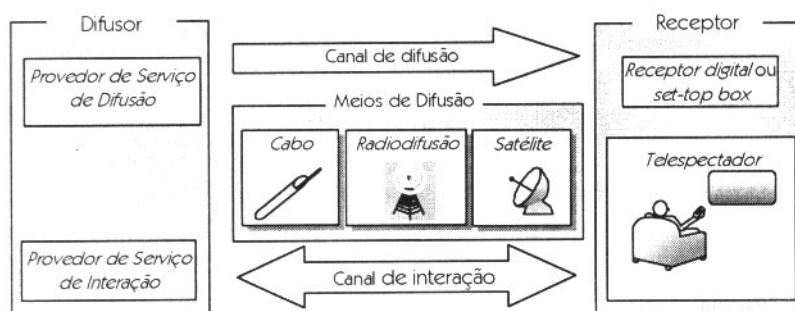 Difusor
Provedor de Serviço
de Difusão
Provedor de Serviço
de Interação
Canal de difusão
Meios de Difusão
Cabo
Radiodifusão
Satélite
Canal de interação
Receptor
Receptor digital ou
set-top box
Telespectador